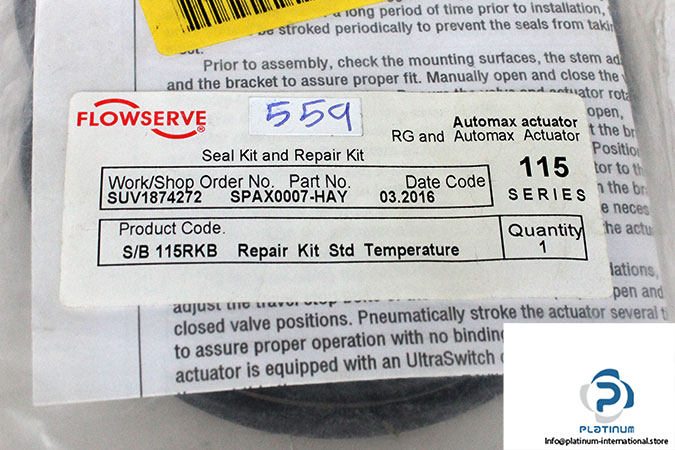 long period of time prior to installation,
be stroked periodically to prevent the seals from
Prior to assembly, check the mounting surfaces, the stem
and the bracket to assure proper fit. Manually open and close the
FLOWSERVE®
559
Automax actuator
RG and Automax Actuator
Seal Kit and Repair Kit
115
SERIES
Work/Shop Order No. Part No. Date Code
SUV1874272 SPAX0007-HAY 03.2016
Product Code. Quantity
S/B 115RKB Repair Kit Std Temperature 1
closed valve positions. Pneumatically stroke the actuator several
to assure proper operation with no binding
actuator is equipped with an UltraSwitch
PLATINUM
Info@platinum-international.store